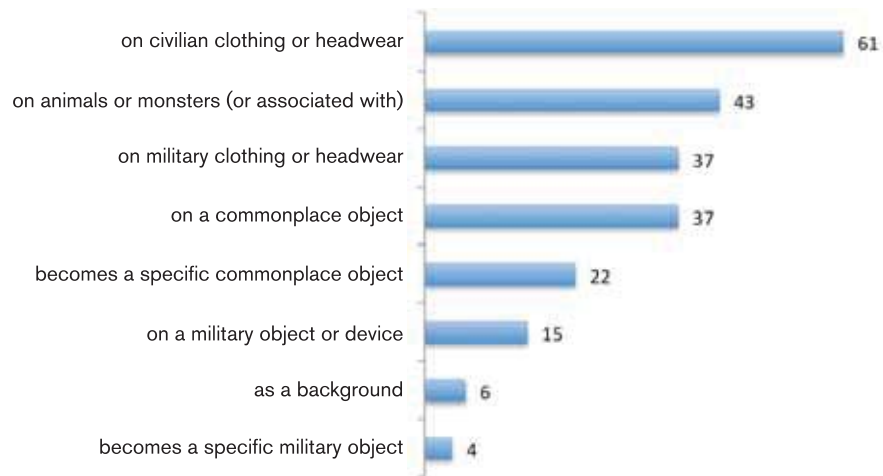 on civilian clothing or headwear 61
on animals or monsters (or associated with) 43
on military clothing or headwear 37
on a commonplace object 37
becomes a specific commonplace object 22
on a military object or device 15
as a background 6
becomes a specific military object 4